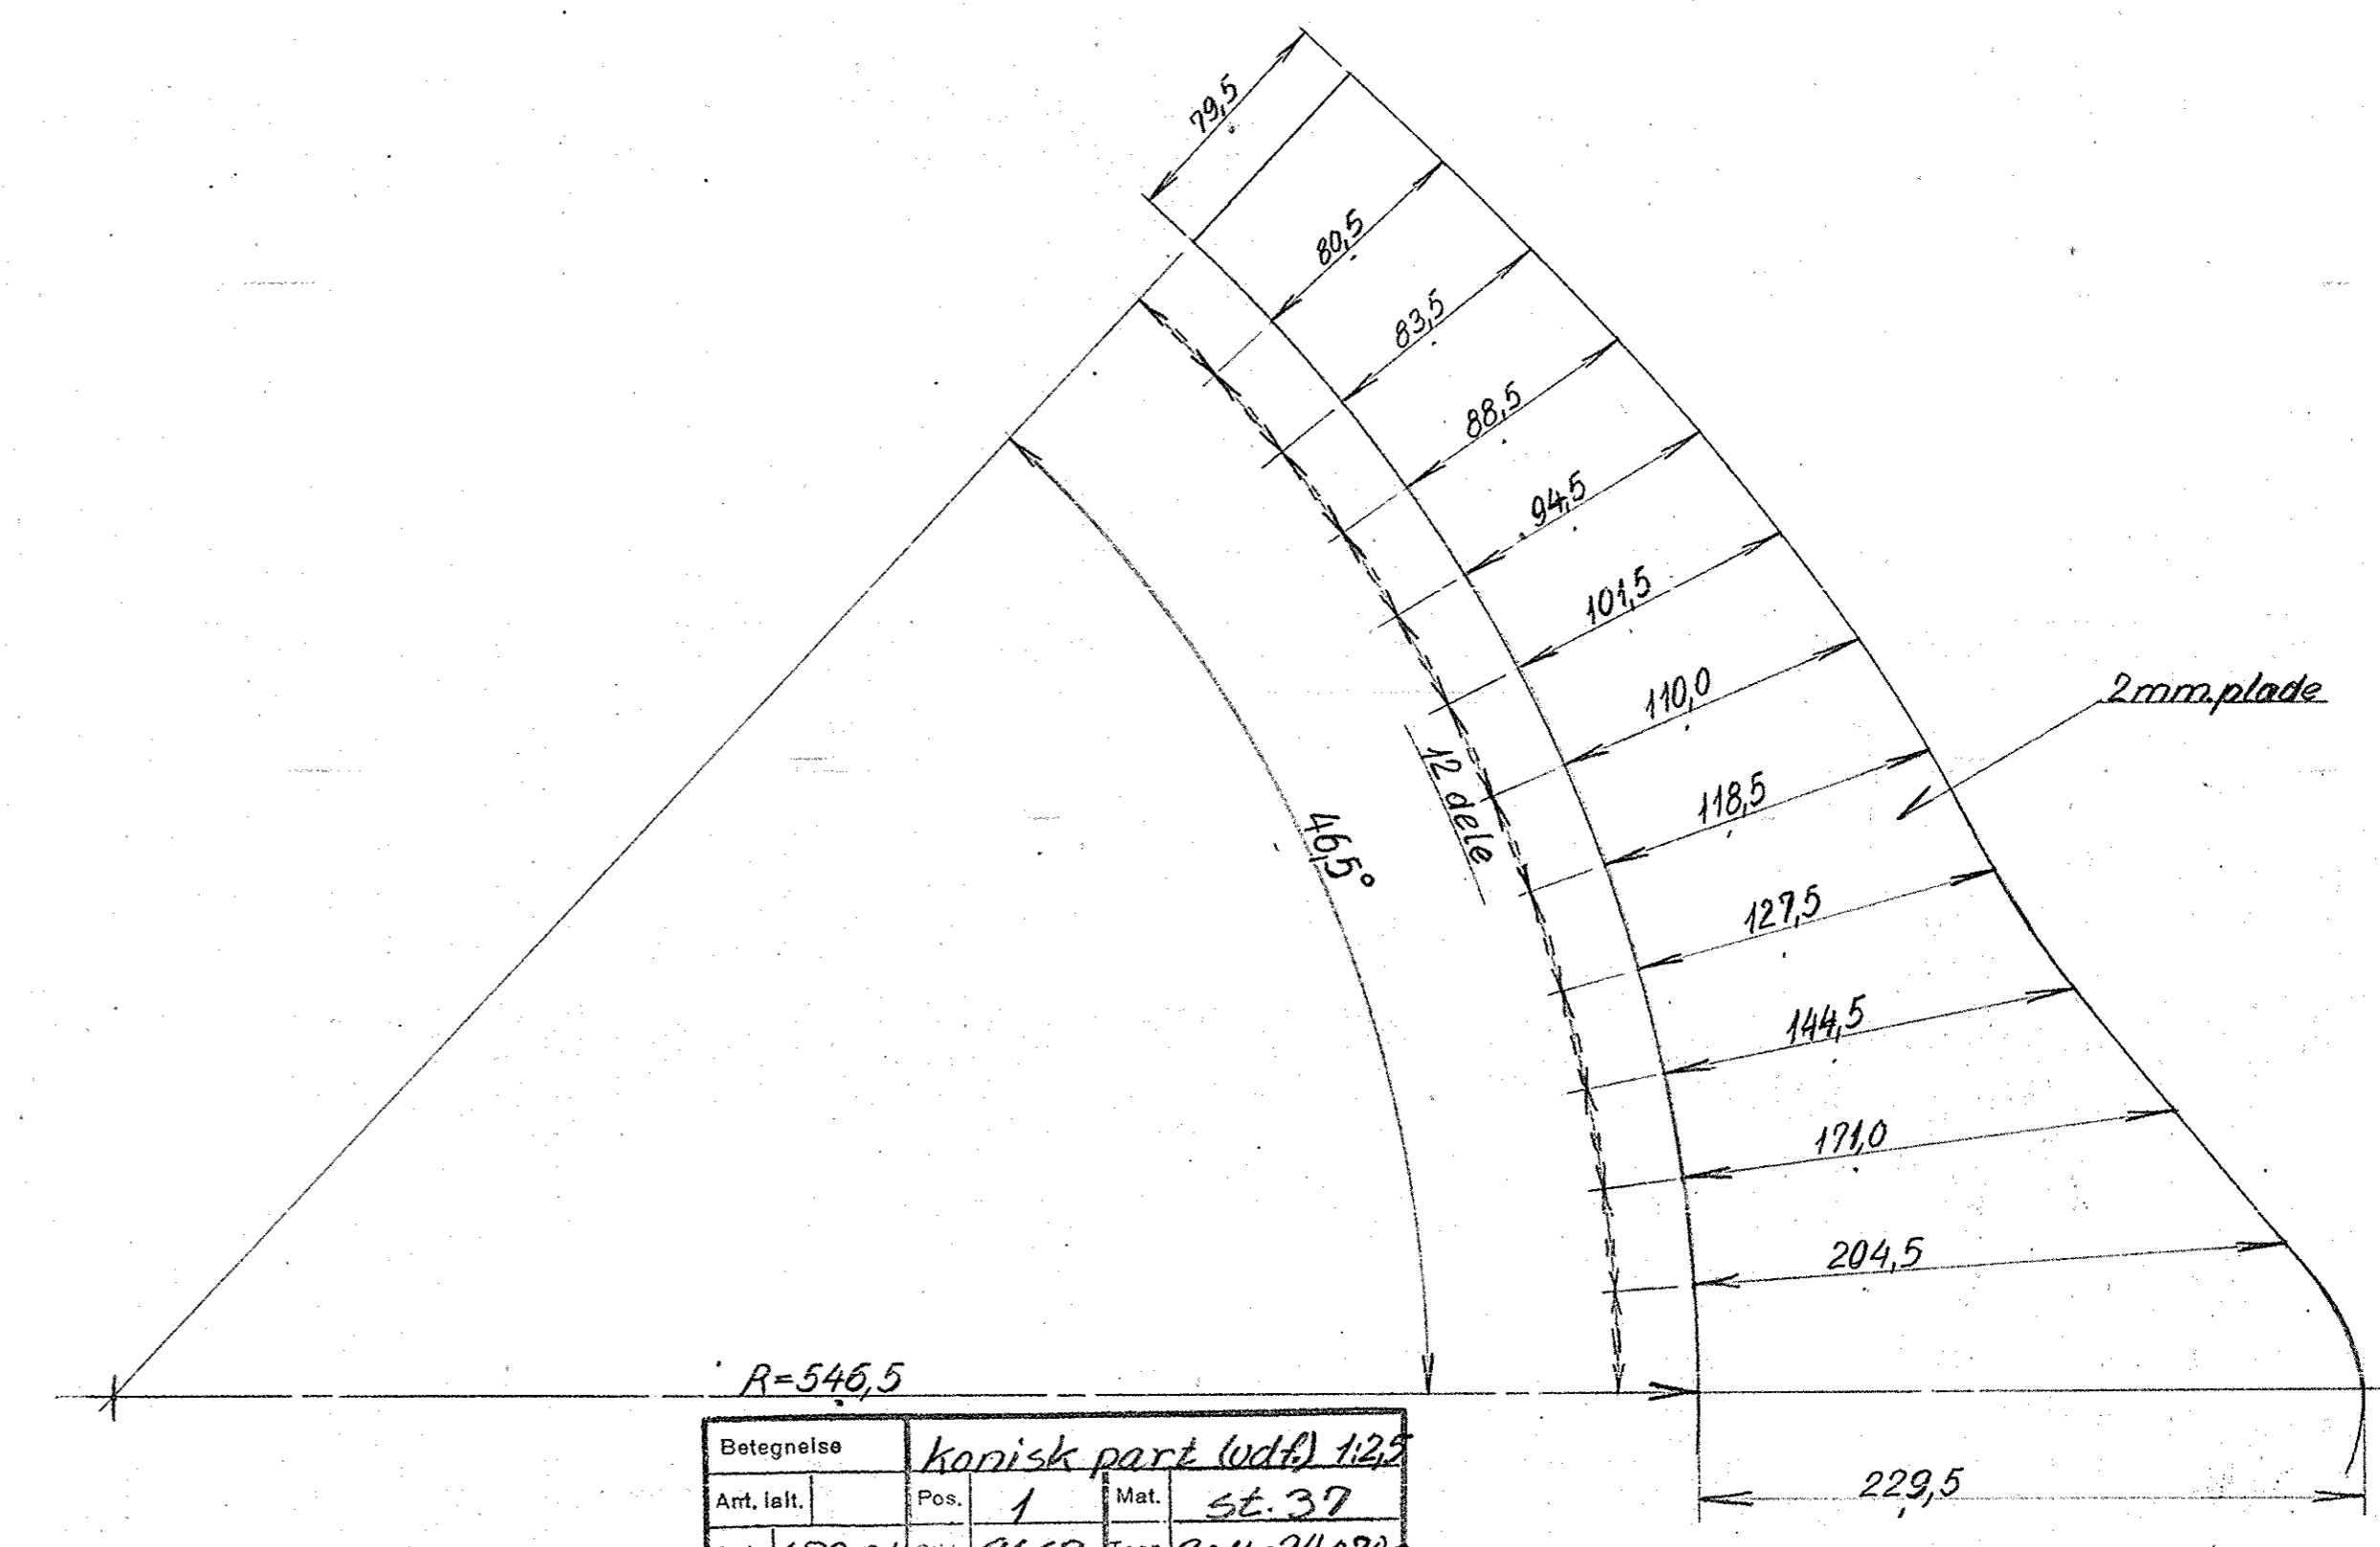 79,5
80,5
83,5
88,5
94,5
101,5
110,0
2mm.plade
118,5
12 dele
46,5°
127,5
144,5
171,0
204,5
R=546,5
229,5
Betegnelse konisk part (udf.) 1:2,5
Ant. ialt. Pos. 1 Mat. st. 37